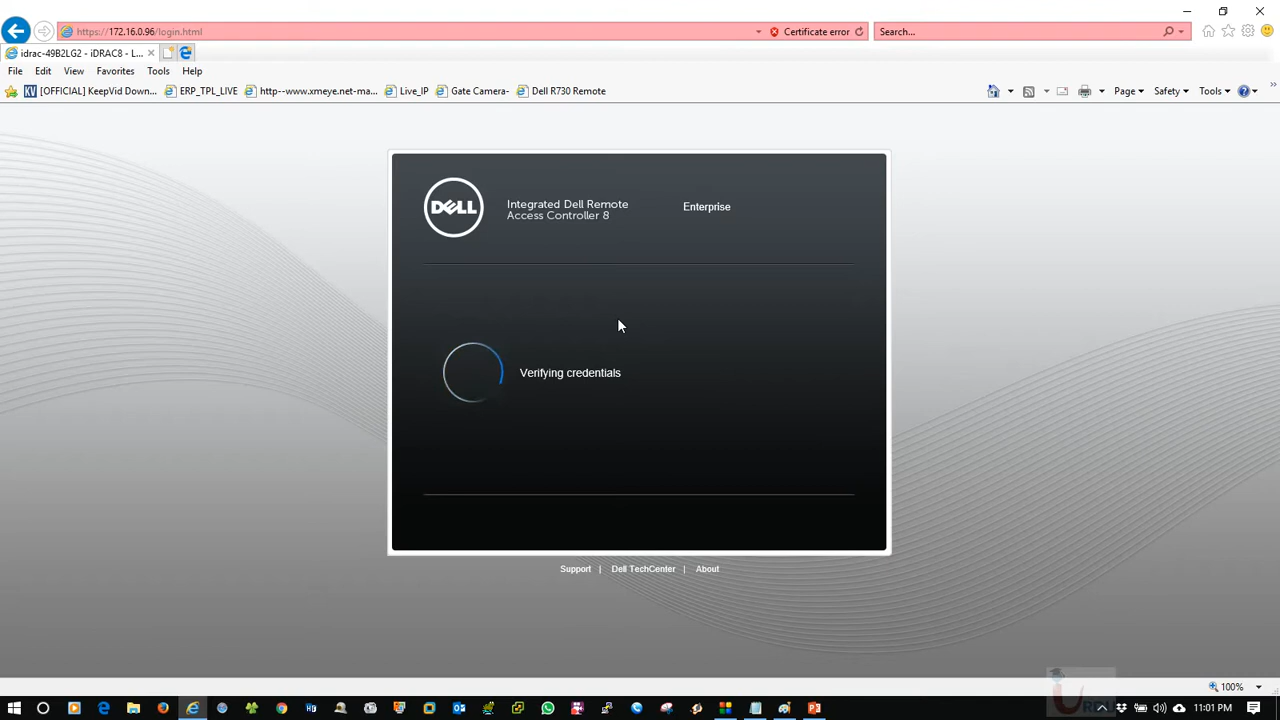 https://172.16.0.96/login.html
Certificate error
Search...
idrac-49B2LG2 - iDRAC8 - L...
File Edit View Favorites Tools Help
[OFFICIAL] KeepVid Down... ERP_TPL_LIVE http--www.xmeye.net-ma... Live_IP Gate Camera- Dell R730 Remote
Page Safety Tools
DELL
Integrated Dell Remote
Access Controller 8
Enterprise
Verifying credentials
Support | Dell TechCenter | About
100%
11:01 PM